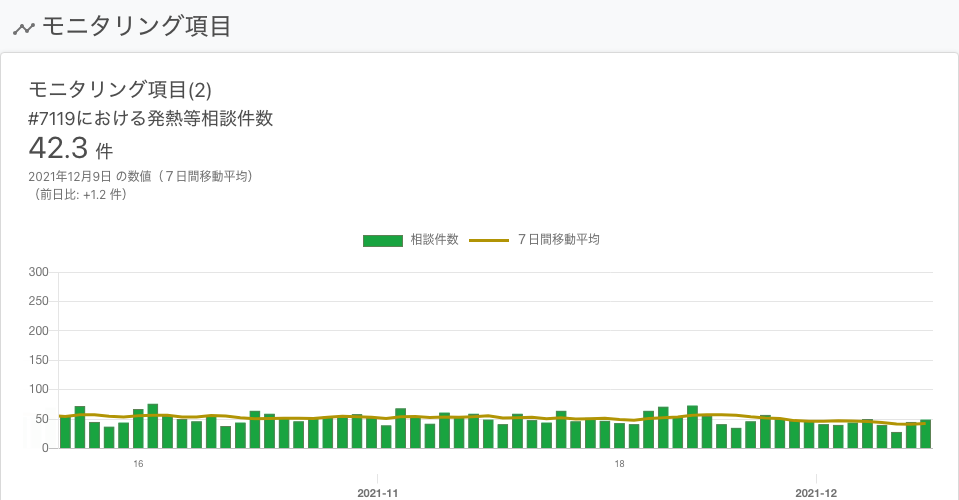 モニタリング項目
モニタリング項目(2)
#7119における発熱等相談件数
42.3 件
2021年12月9日 の数値（７日間移動平均）
（前日比: +1.2 件）
相談件数 ７日間移動平均
300
250
200
150
100
50
0
16 18
2021-11 2021-12